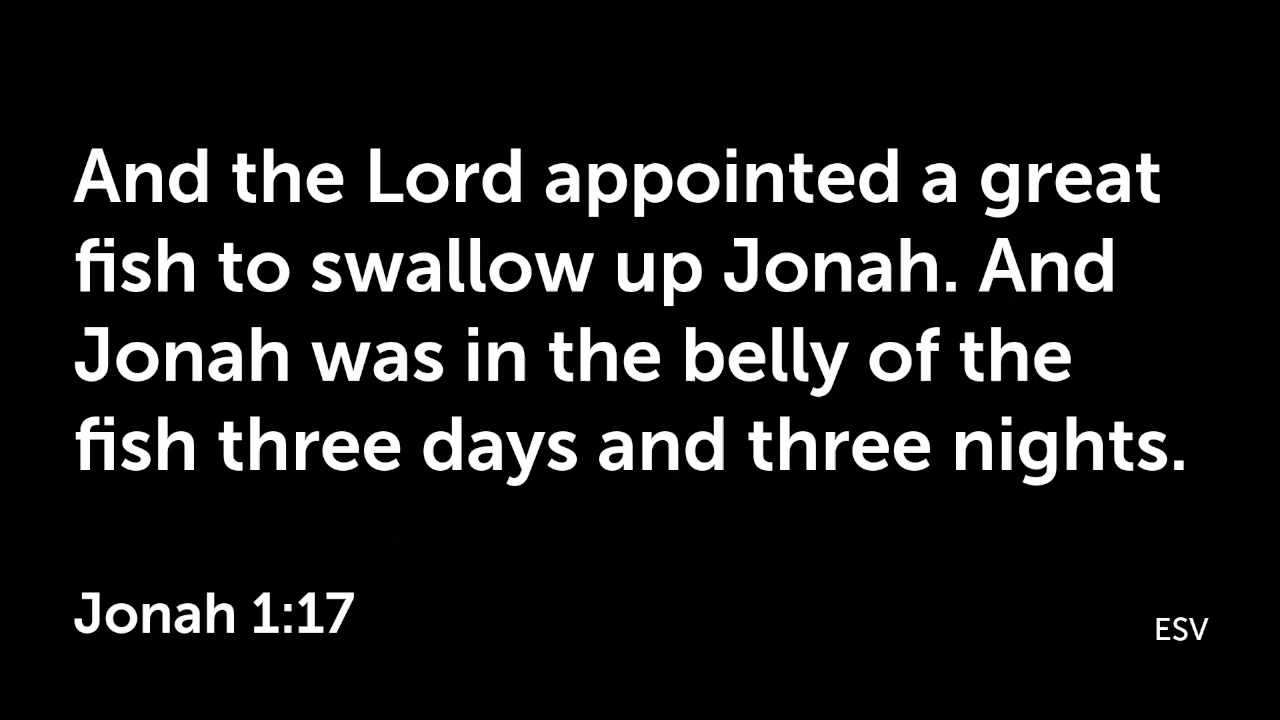 And the Lord appointed a great
fish to swallow up Jonah. And
Jonah was in the belly of the
fish three days and three nights.
Jonah 1:17
ESV